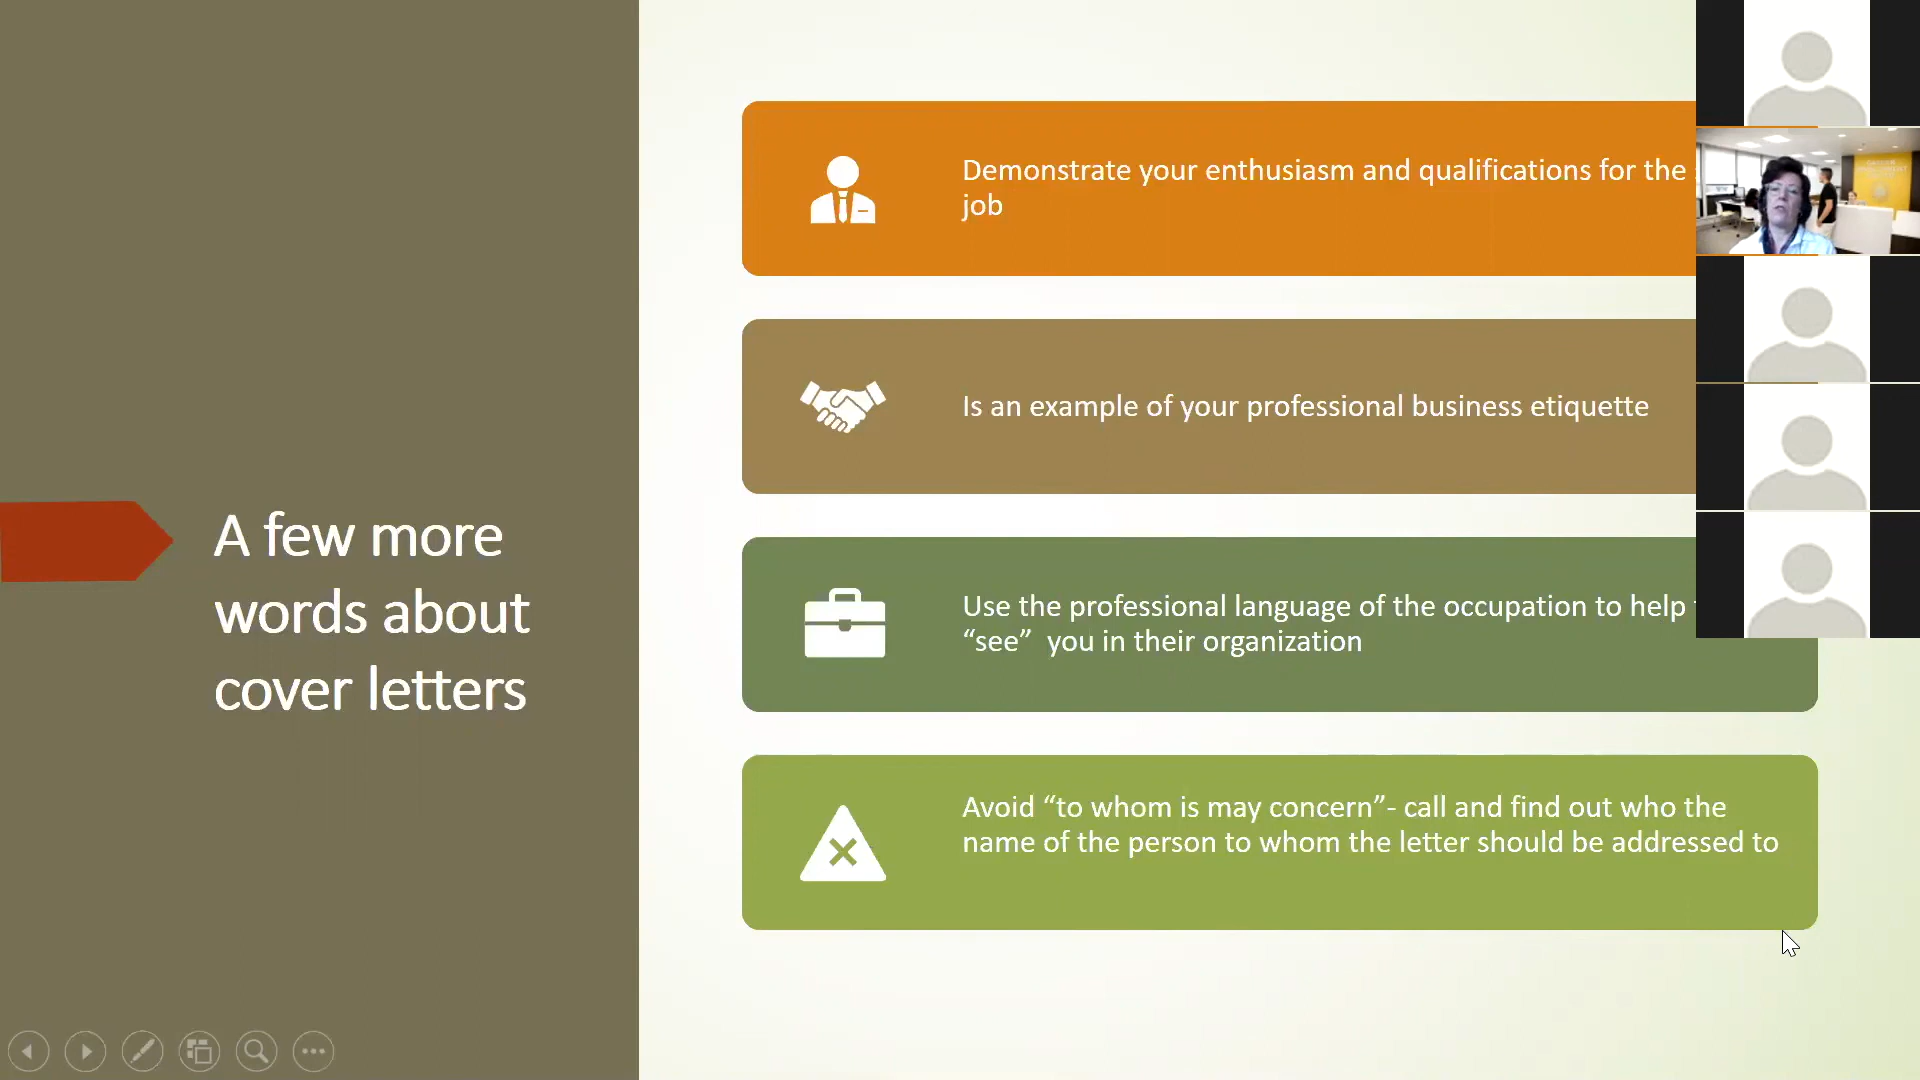 A few more
words about
cover letters
Demonstrate your enthusiasm and qualifications for the
job
Is an example of your professional business etiquette
Use the professional language of the occupation to help
“see”  you in their organization
Avoid “to whom is may concern”- call and find out who the
name of the person to whom the letter should be addressed to